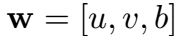 w = [u, v, b]